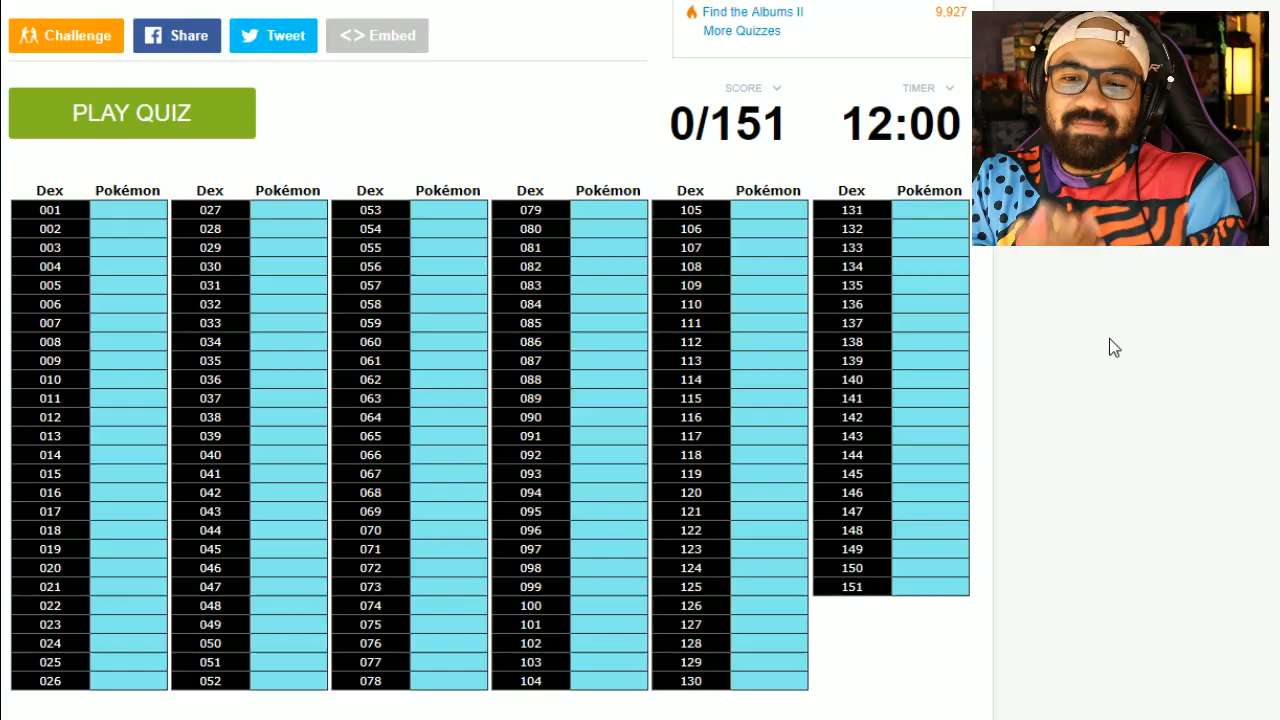 Challenge
Share
Tweet
<> Embed
Find the Albums II 9,927
More Quizzes
PLAY QUIZ
SCORE TIMER
0/151 12:00
Dex Pokémon Dex Pokémon Dex Pokémon Dex Pokémon Dex Pokémon Dex Pokémon
001 027 053 079 105 131
002 028 054 080 106 132
003 029 055 081 107 133
004 030 056 082 108 134
005 031 057 083 109 135
006 032 058 084 110 136
007 033 059 085 111 137
008 034 060 086 112 138
009 035 061 087 113 139
010 036 062 088 114 140
011 037 063 089 115 141
012 038 064 090 116 142
013 039 065 091 117 143
014 040 066 092 118 144
015 041 067 093 119 145
016 042 068 094 120 146
017 043 069 095 121 147
018 044 070 096 122 148
019 045 071 097 123 149
020 046 072 098 124 150
021 047 073 099 125 151
022 048 074 100 126
023 049 075 101 127
024 050 076 102 128
025 051 077 103 129
026 052 078 104 130